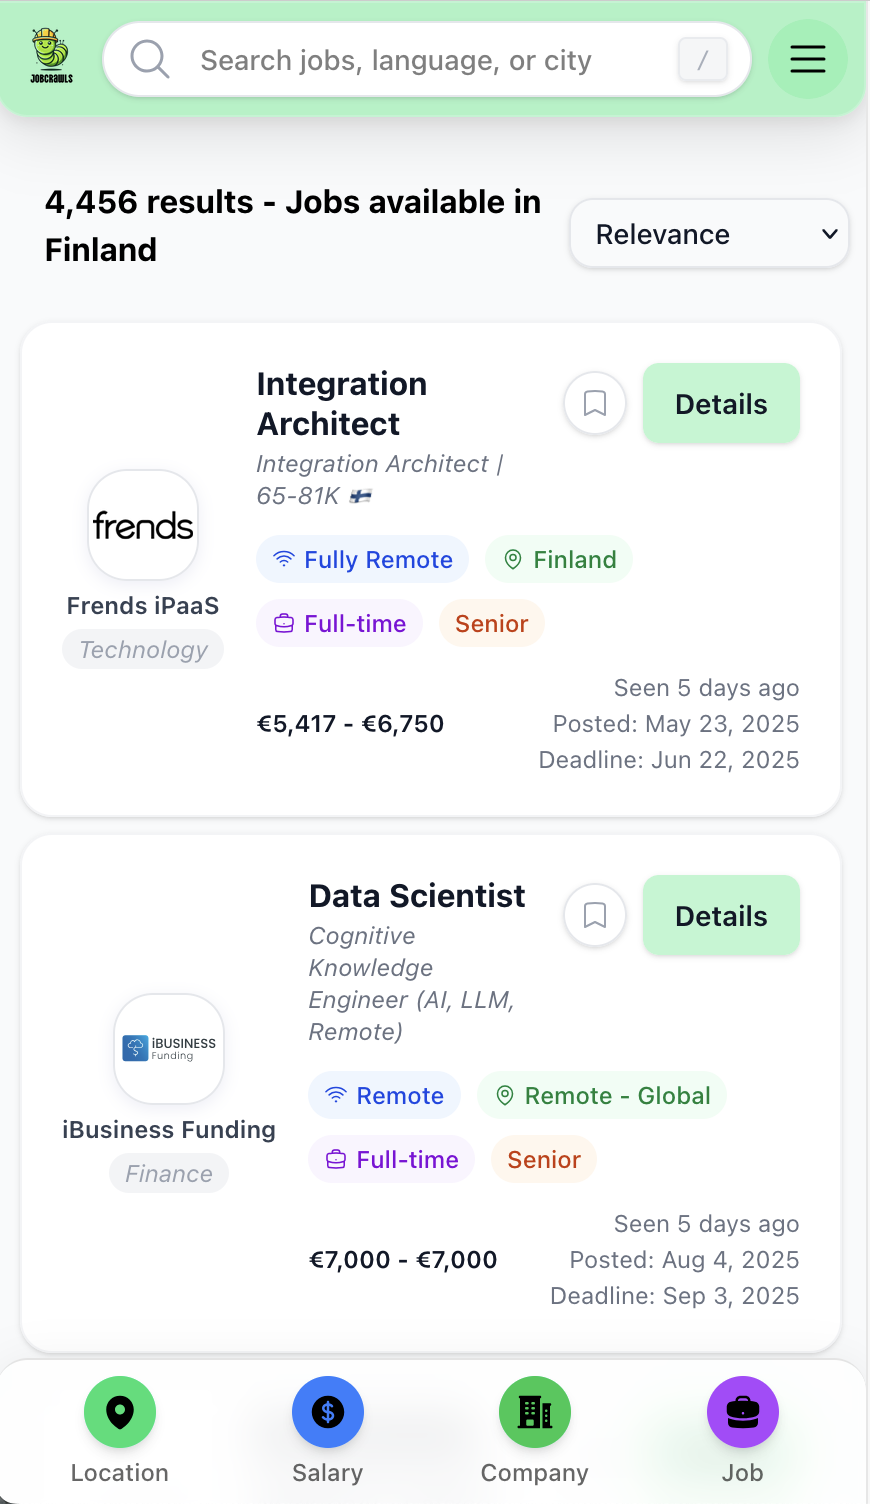 JOBCRAWLS
Search jobs, language, or city
/
4,456 results - Jobs available in
Finland
Relevance
Integration
Architect
Details
Integration Architect |
65-81K 🇫🇮
frends
Frends iPaaS
Technology
Fully Remote
Finland
Full-time
Senior
€5,417 - €6,750
Seen 5 days ago
Posted: May 23, 2025
Deadline: Jun 22, 2025
Data Scientist
Details
Cognitive
Knowledge
Engineer (AI, LLM,
Remote)
iBUSINESS
Funding
iBusiness Funding
Finance
Remote
Remote - Global
Full-time
Senior
€7,000 - €7,000
Seen 5 days ago
Posted: Aug 4, 2025
Deadline: Sep 3, 2025
$
Location
Salary
Company
Job